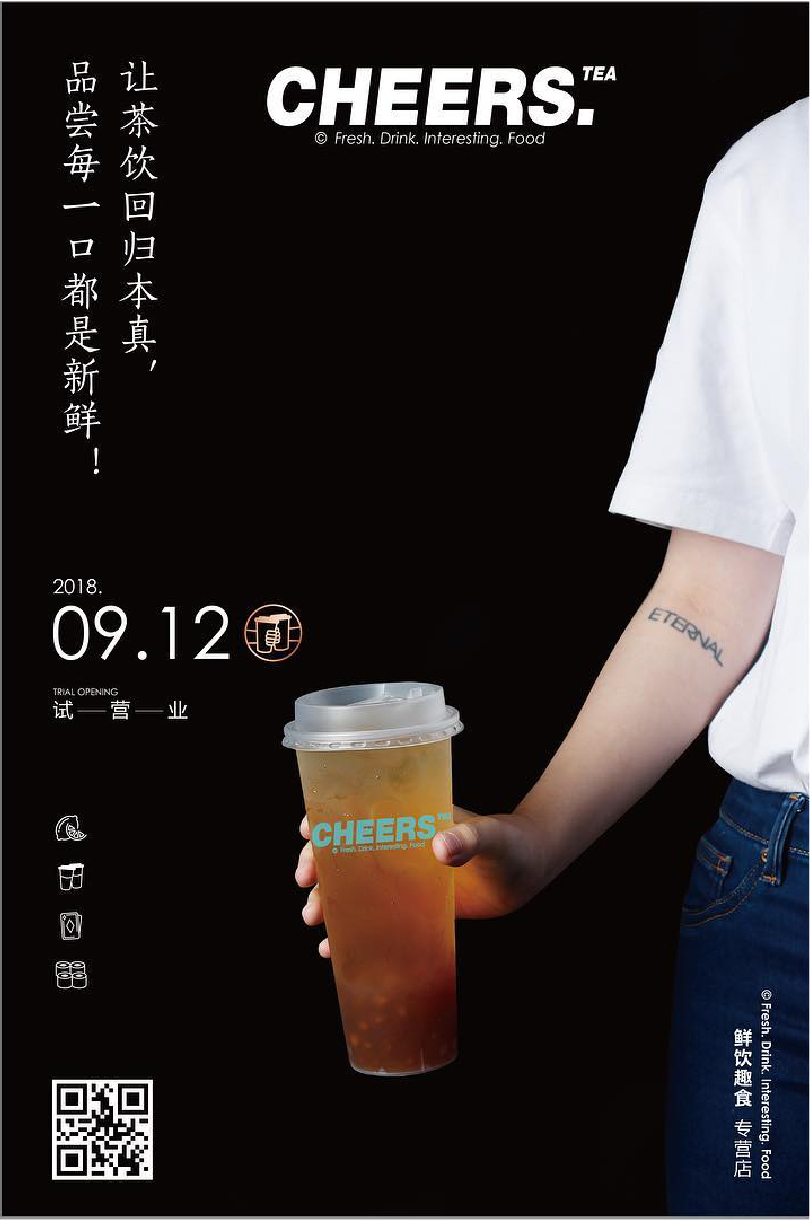 CHEERS.TEA
© Fresh. Drink. Interesting. Food
让茶饮回归本真，
品尝每一口都是新鲜！
2018.
09.12
TRIAL OPENING
试—营—业
ETERNAL
CHEERS TEA
© Fresh. Drink. Interesting. Food
© Fresh. Drink. Interesting. Food
鲜饮趣食 专营店